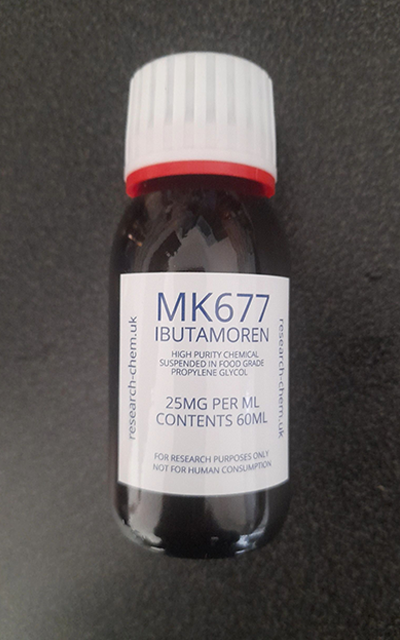 MK677
IBUTAMOREN
HIGH PURITY CHEMICAL
SUSPENDED IN FOOD GRADE
PROPYLENE GLYCOL
25MG PER ML
CONTENTS 60ML
FOR RESEARCH PURPOSES ONLY
NOT FOR HUMAN CONSUMPTION
research-chem.uk
research-chem.uk